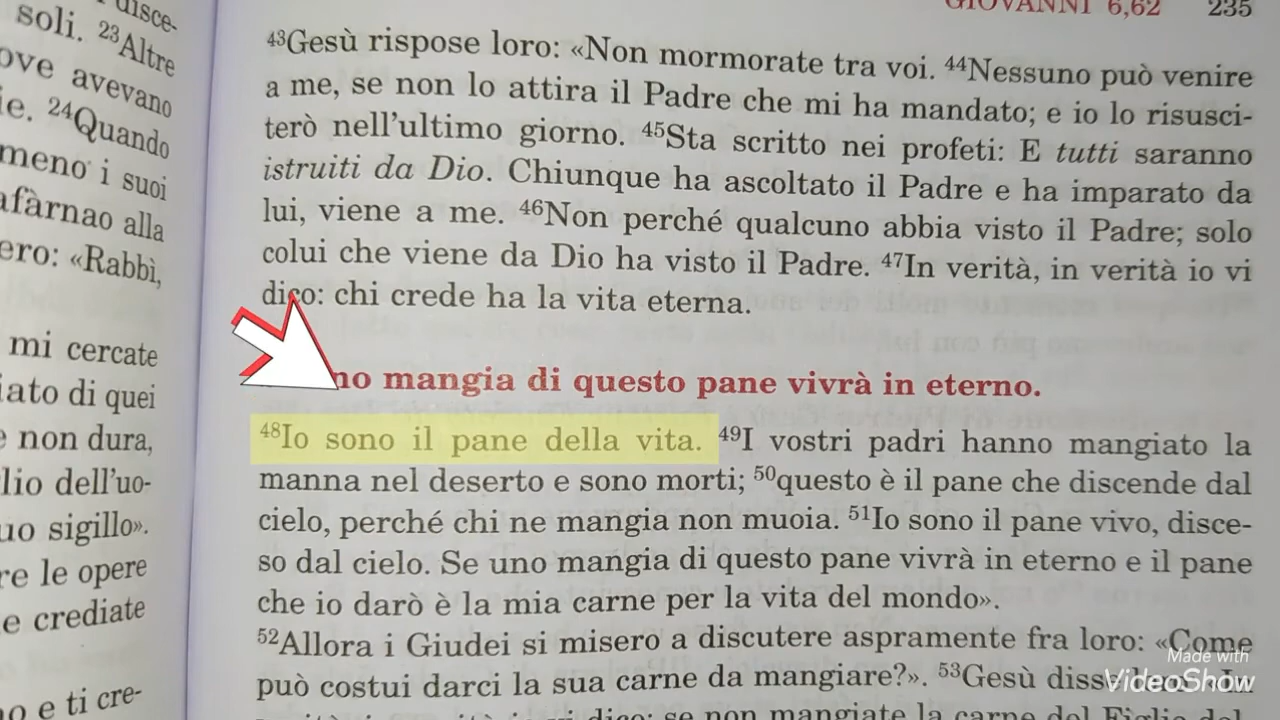 disce-
soli. ²³Altre
ove avevano
ie. ²⁴Quando
meno i suoi
afàrnao alla
ero: «Rabbì,
mi cercate
iato di quei
e non dura,
lio dell'uo-
uo sigillo».
re le opere
e crediate
o e ti cre-
GIOVANNI 6,62 235
⁴³Gesù rispose loro: «Non mormorate tra voi. ⁴⁴Nessuno può venire
a me, se non lo attira il Padre che mi ha mandato; e io lo risusci-
terò nell'ultimo giorno. ⁴⁵Sta scritto nei profeti: E tutti saranno
istruiti da Dio. Chiunque ha ascoltato il Padre e ha imparato da
lui, viene a me. ⁴⁶Non perché qualcuno abbia visto il Padre; solo
colui che viene da Dio ha visto il Padre. ⁴⁷In verità, in verità io vi
dico: chi crede ha la vita eterna.
no mangia di questo pane vivrà in eterno.
⁴⁸Io sono il pane della vita. ⁴⁹I vostri padri hanno mangiato la
manna nel deserto e sono morti; ⁵⁰questo è il pane che discende dal
cielo, perché chi ne mangia non muoia. ⁵¹Io sono il pane vivo, disce-
so dal cielo. Se uno mangia di questo pane vivrà in eterno e il pane
che io darò è la mia carne per la vita del mondo».
⁵²Allora i Giudei si misero a discutere aspramente fra loro: «Come
può costui darci la sua carne da mangiare?». ⁵³Gesù disse
dico: se non mangiate la carne del Figlio del
Made with
VideoShow